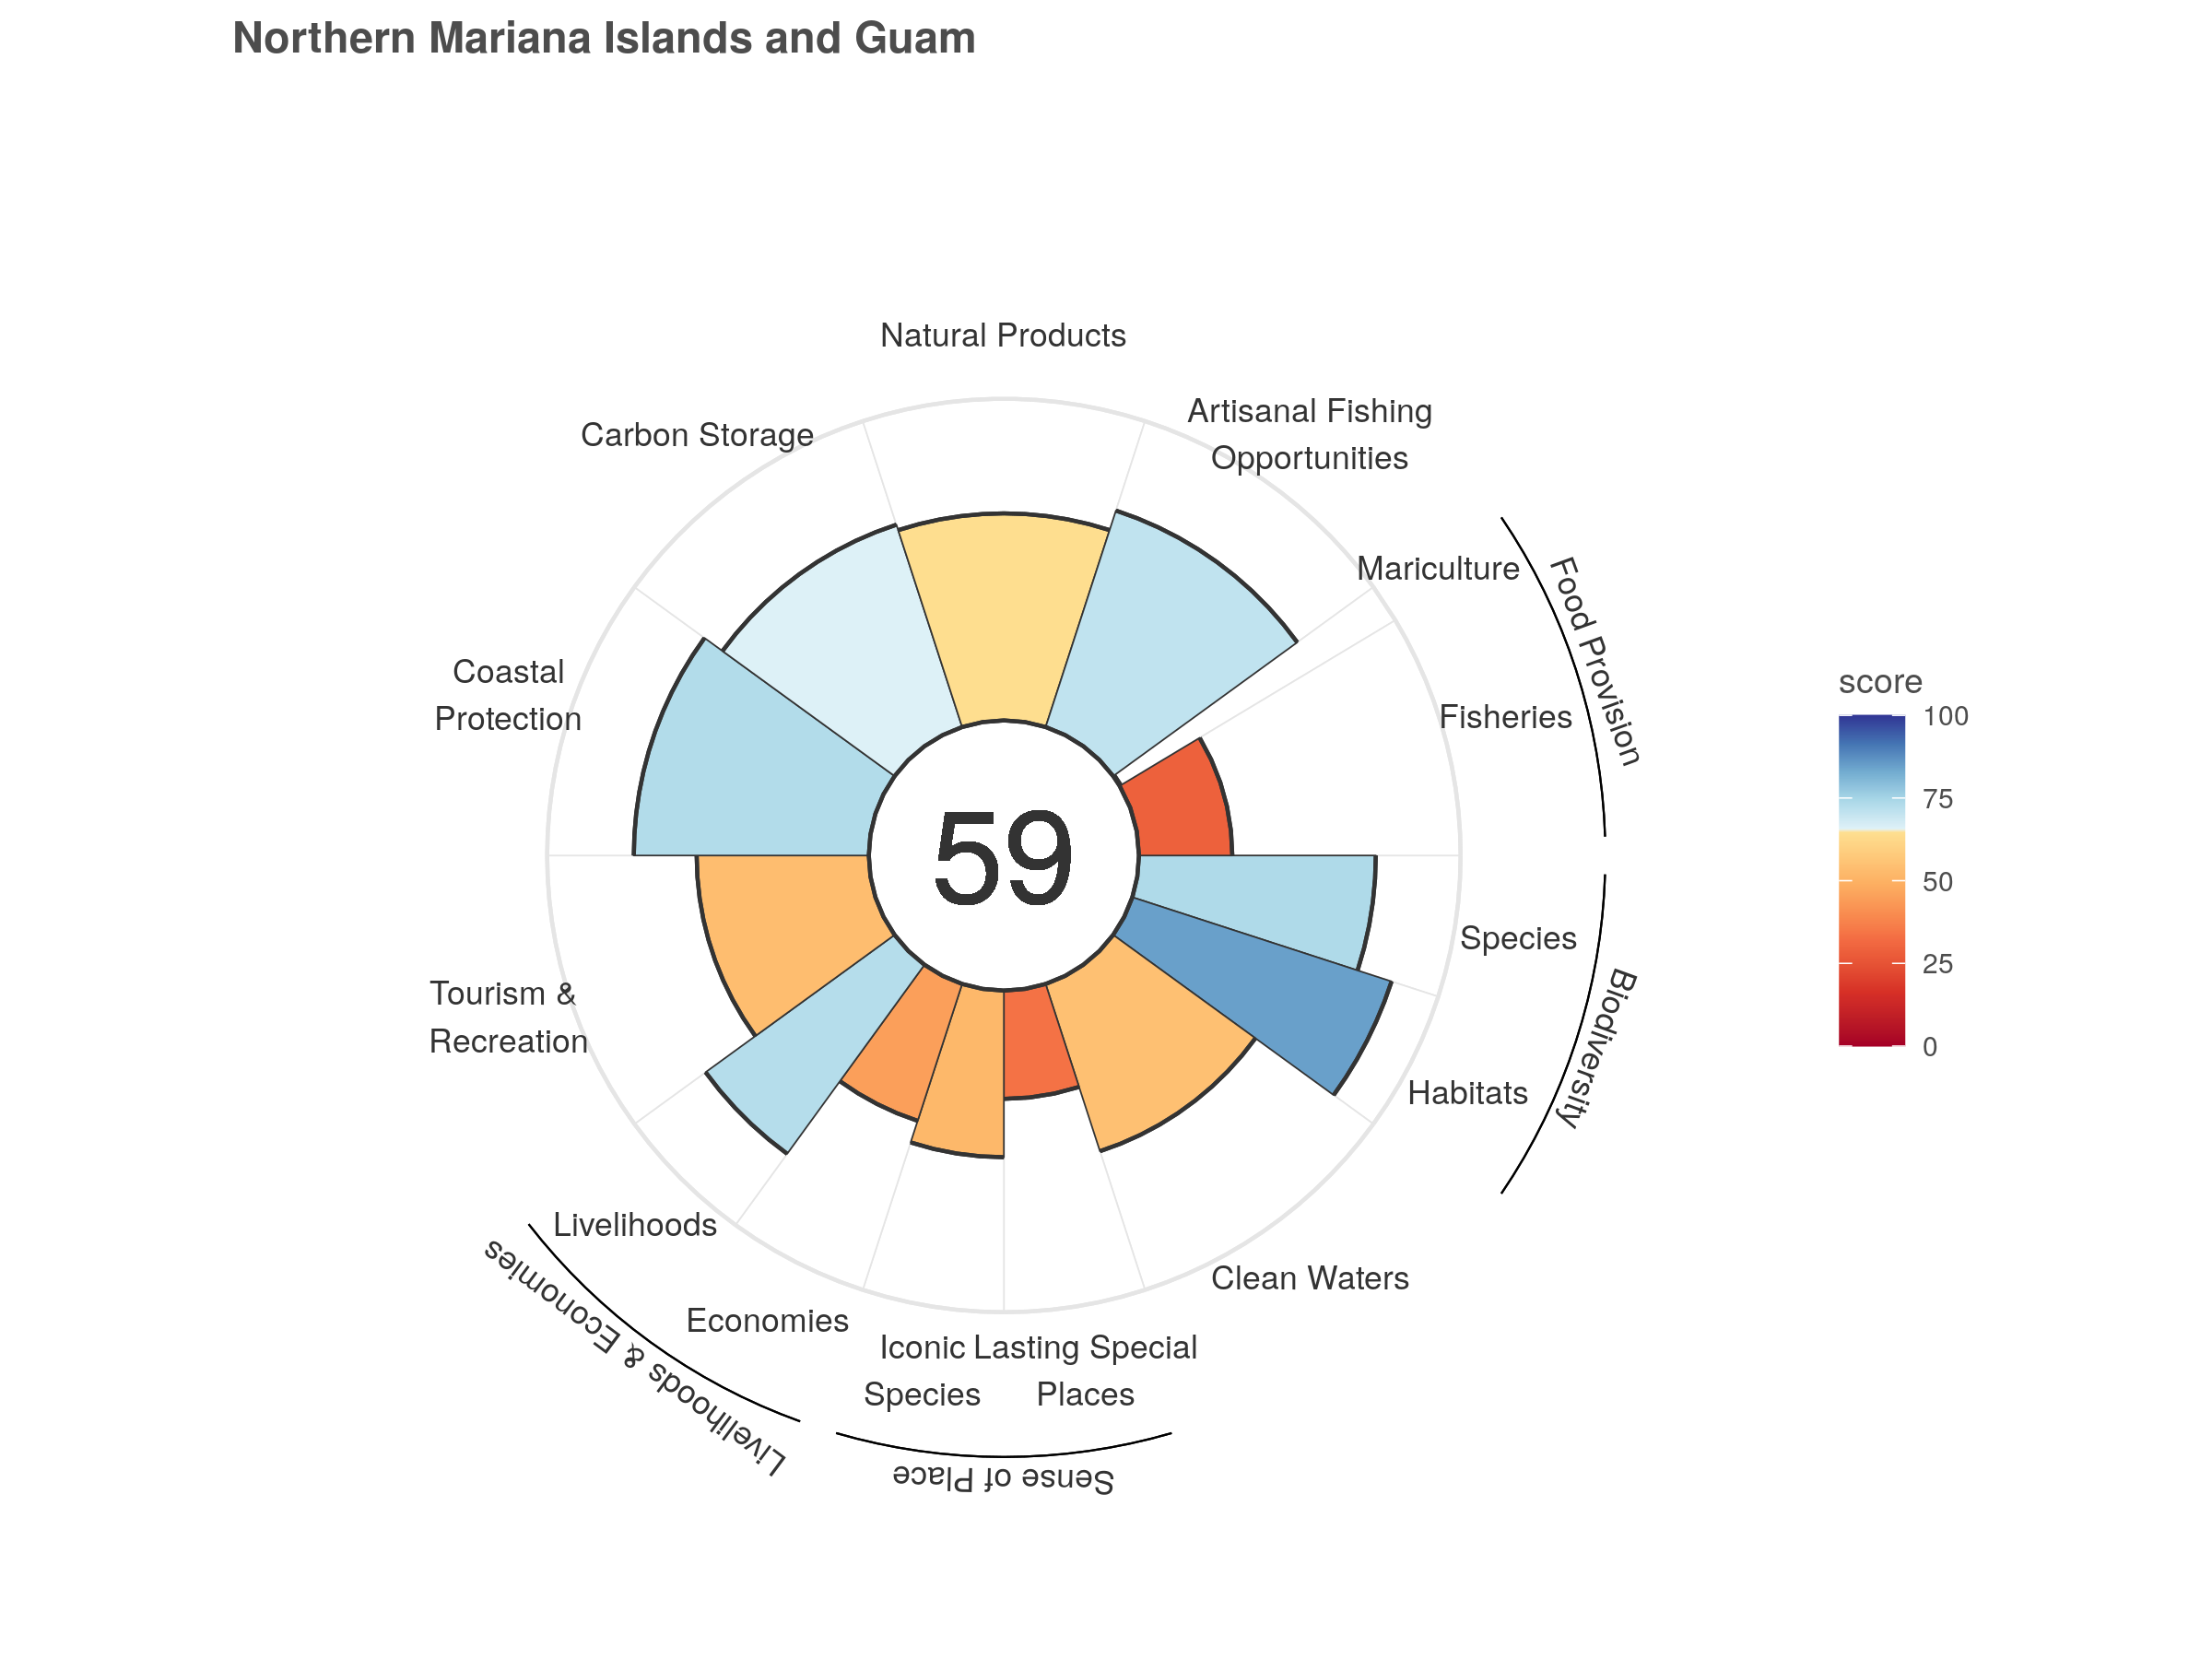 Northern Mariana Islands and Guam
Natural Products
Artisanal Fishing
Opportunities
Carbon Storage
Mariculture
Food Provision
Coastal
Protection
Fisheries
score
100
75
50
25
0
59
Species
Biodiversity
Tourism &
Recreation
Habitats
Livelihoods
Clean Waters
Economies
Livelihoods & Economies
Iconic
Species
Lasting Special
Places
Sense of Place